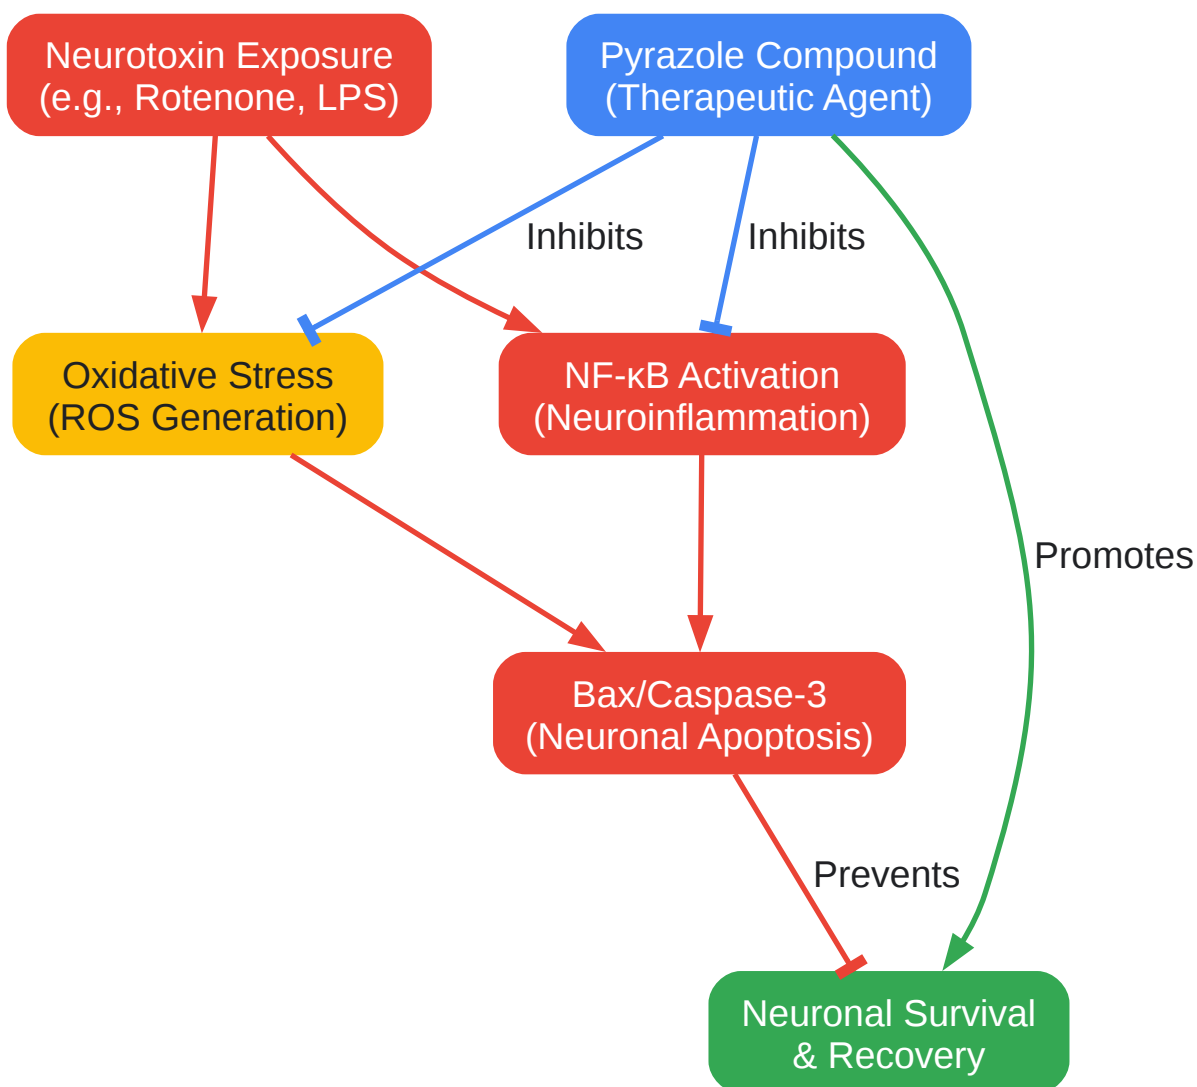 Neurotoxin Exposure
(e.g., Rotenone, LPS)
Pyrazole Compound
(Therapeutic Agent)
Inhibits
Inhibits
Oxidative Stress
(ROS Generation)
NF-κB Activation
(Neuroinflammation)
Promotes
Bax/Caspase-3
(Neuronal Apoptosis)
Prevents
Neuronal Survival
& Recovery